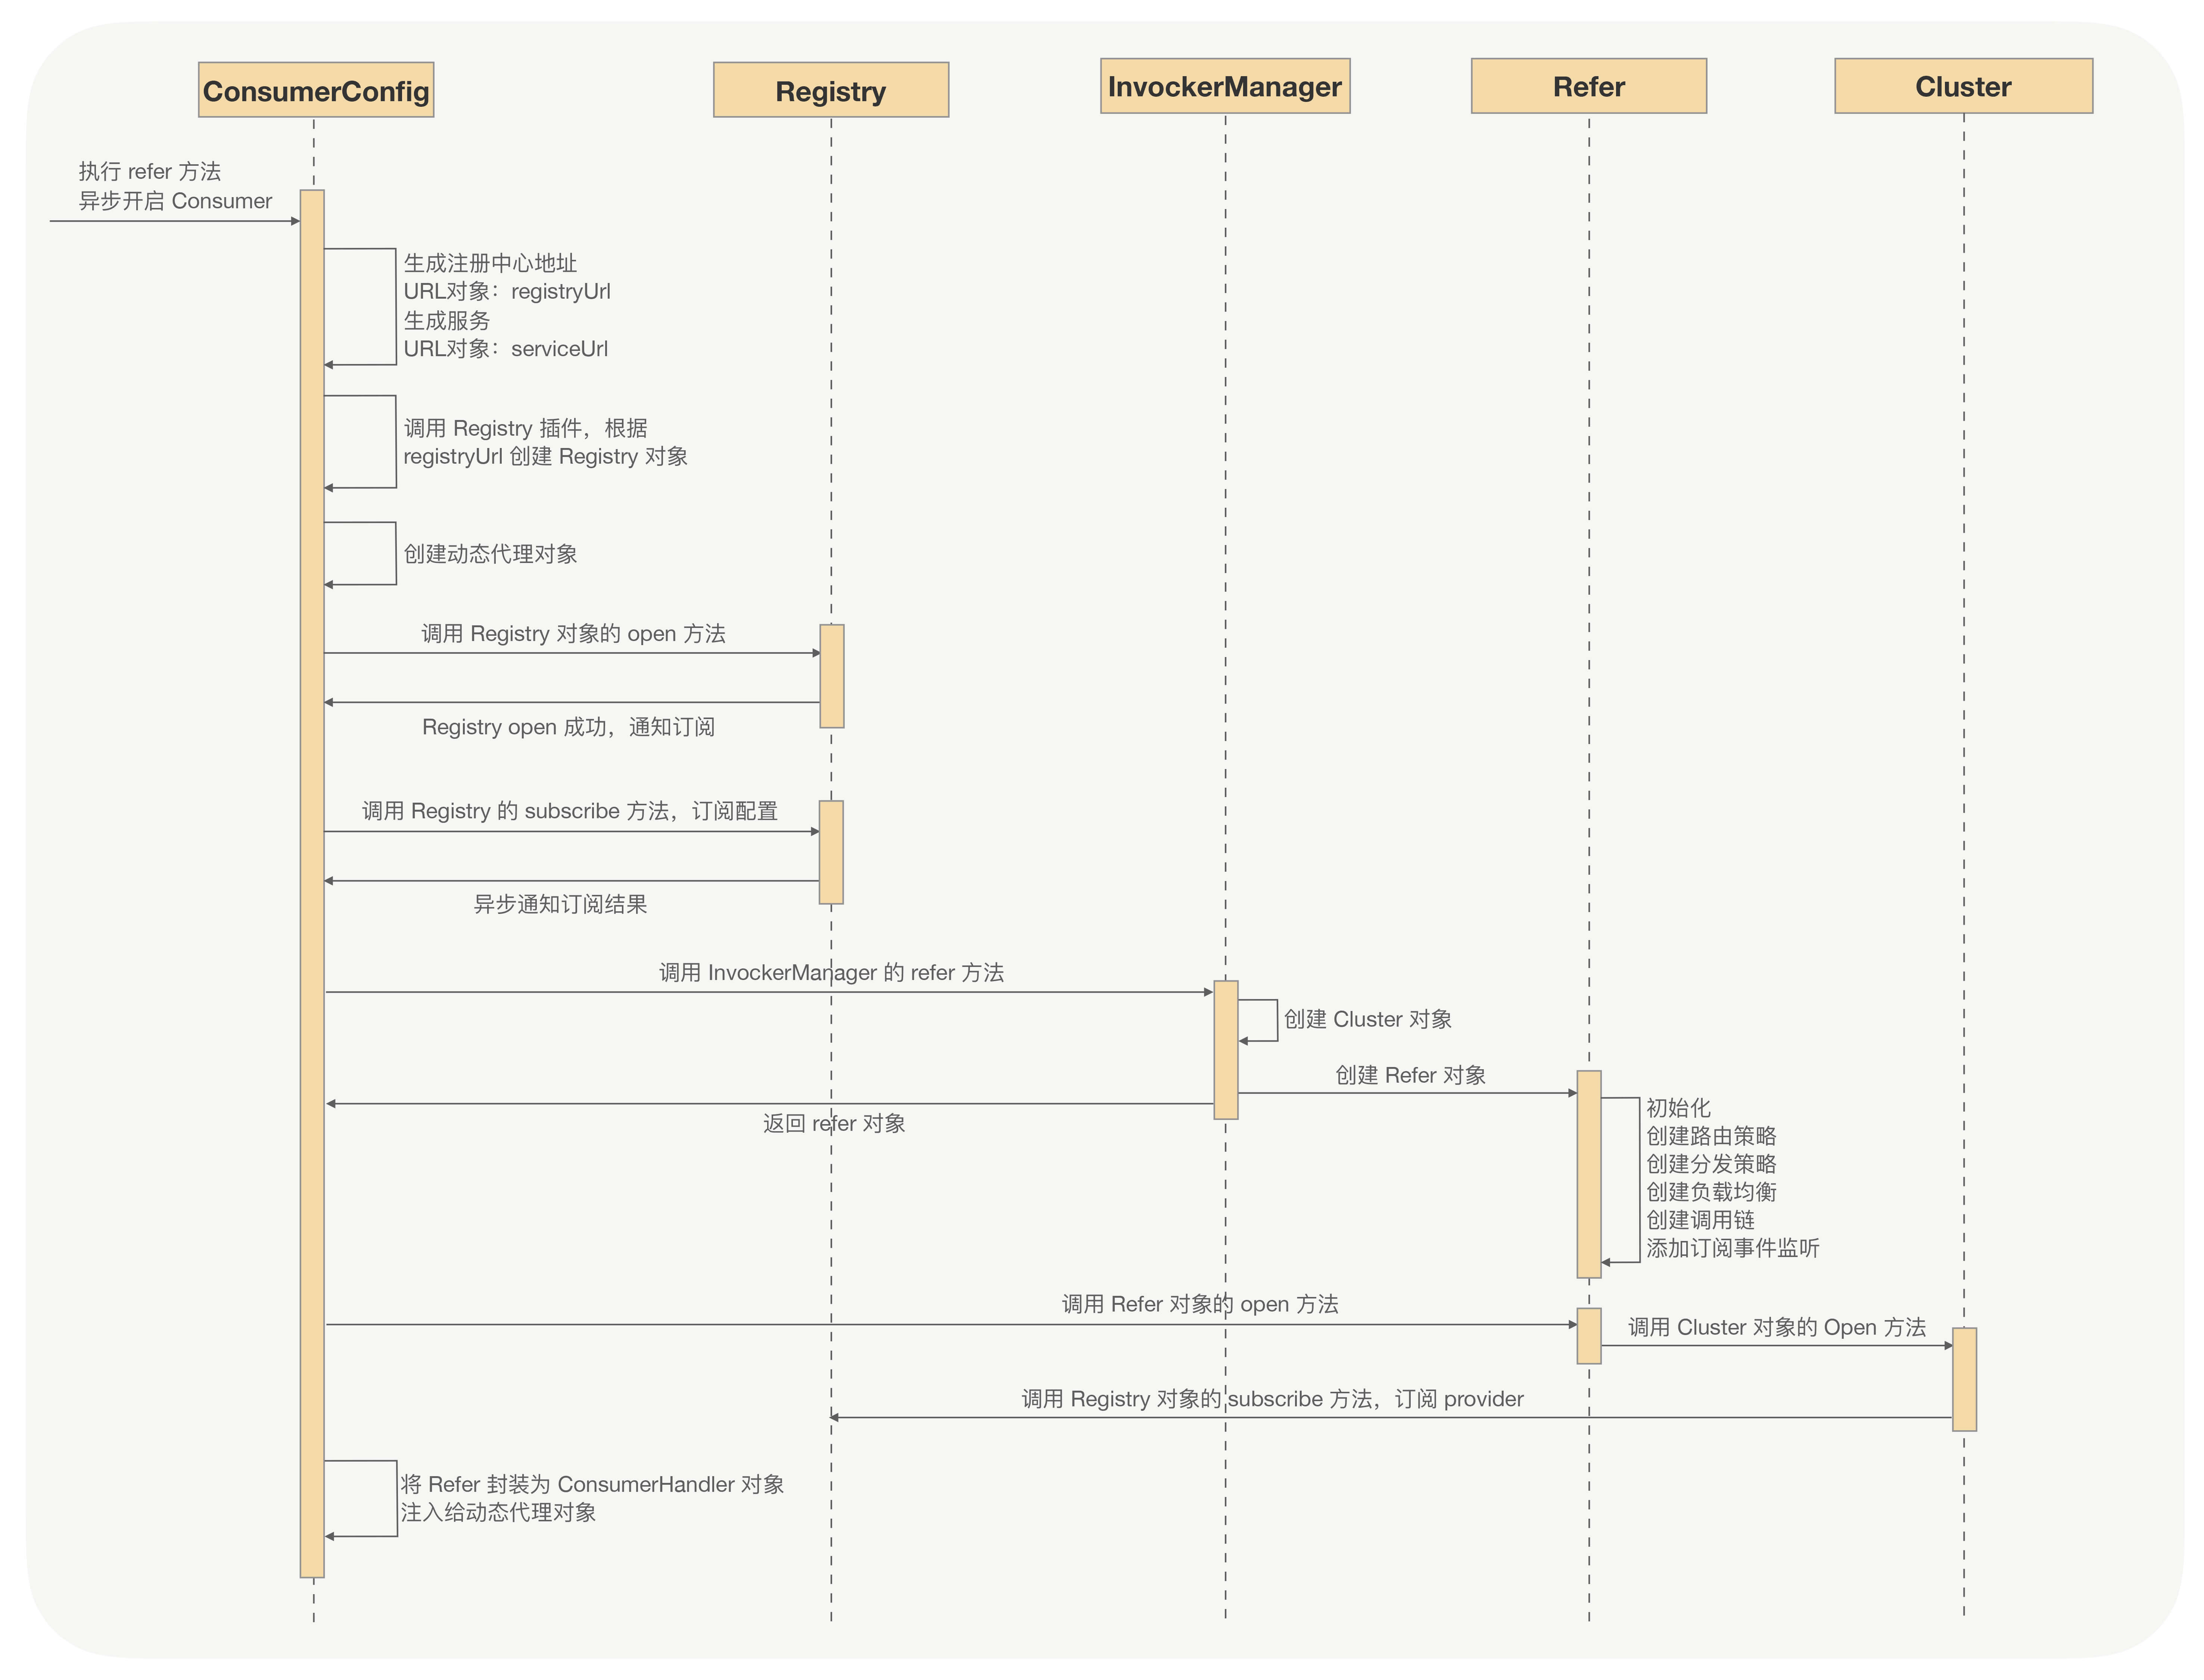 ConsumerConfig
Registry
InvockerManager
Refer
Cluster
执行 refer 方法
异步开启 Consumer
生成注册中心地址
URL对象：registryUrl
生成服务
URL对象：serviceUrl
调用 Registry 插件，根据
registryUrl 创建 Registry 对象
创建动态代理对象
调用 Registry 对象的 open 方法
Registry open 成功，通知订阅
调用 Registry 的 subscribe 方法，订阅配置
异步通知订阅结果
调用 InvockerManager 的 refer 方法
创建 Cluster 对象
创建 Refer 对象
返回 refer 对象
初始化
创建路由策略
创建分发策略
创建负载均衡
创建调用链
添加订阅事件监听
调用 Refer 对象的 open 方法
调用 Cluster 对象的 Open 方法
调用 Registry 对象的 subscribe 方法，订阅 provider
将 Refer 封装为 ConsumerHandler 对象
注入给动态代理对象